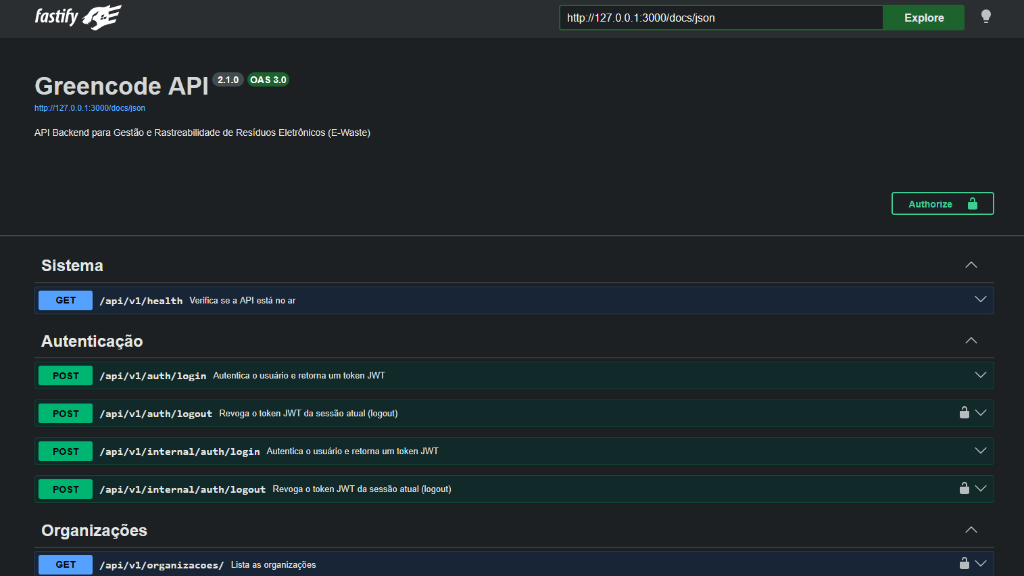 fastify
http://127.0.0.1:3000/docs/json
Explore
Greencode API 2.1.0 OAS 3.0
http://127.0.0.1:3000/docs/json
API Backend para Gestão e Rastreabilidade de Resíduos Eletrônicos (E-Waste)
Authorize
Sistema
GET /api/v1/health Verifica se a API está no ar
Autenticação
POST /api/v1/auth/login Autentica o usuário e retorna um token JWT
POST /api/v1/auth/logout Revoga o token JWT da sessão atual (logout)
POST /api/v1/internal/auth/login Autentica o usuário e retorna um token JWT
POST /api/v1/internal/auth/logout Revoga o token JWT da sessão atual (logout)
Organizações
GET /api/v1/organizacoes/ Lista as organizações